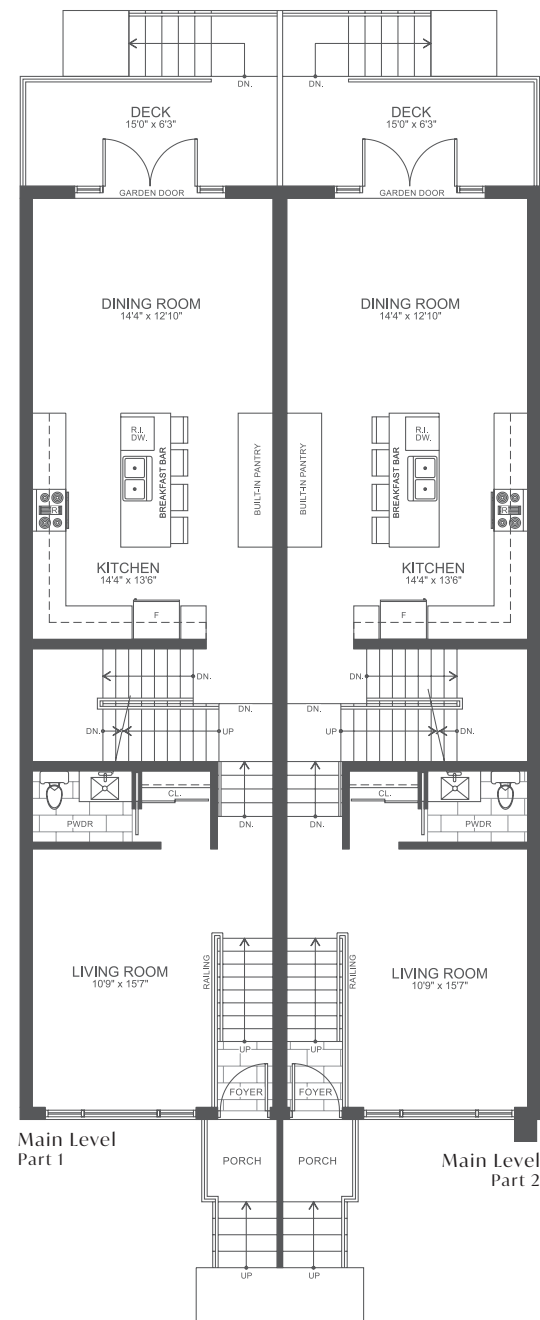 DN.
DN.
DECK
15'0" x 6'3"
DECK
15'0" x 6'3"
GARDEN DOOR
GARDEN DOOR
DINING ROOM
14'4" x 12'10"
DINING ROOM
14'4" x 12'10"
R.I.
DW.
BREAKFAST BAR
BUILT-IN PANTRY
BUILT-IN PANTRY
R.I.
DW.
BREAKFAST BAR
R
R
KITCHEN
14'4" x 13'6"
KITCHEN
14'4" x 13'6"
F
F
DN.
DN.
DN.
DN.
DN.
UP
UP
DN.
CL.
CL.
PWDR
DN.
DN.
PWDR
LIVING ROOM
10'9" x 15'7"
RAILING
RAILING
LIVING ROOM
10'9" x 15'7"
UP
UP
FOYER
FOYER
Main Level
Part 1
PORCH
PORCH
Main Level
Part 2
UP
UP